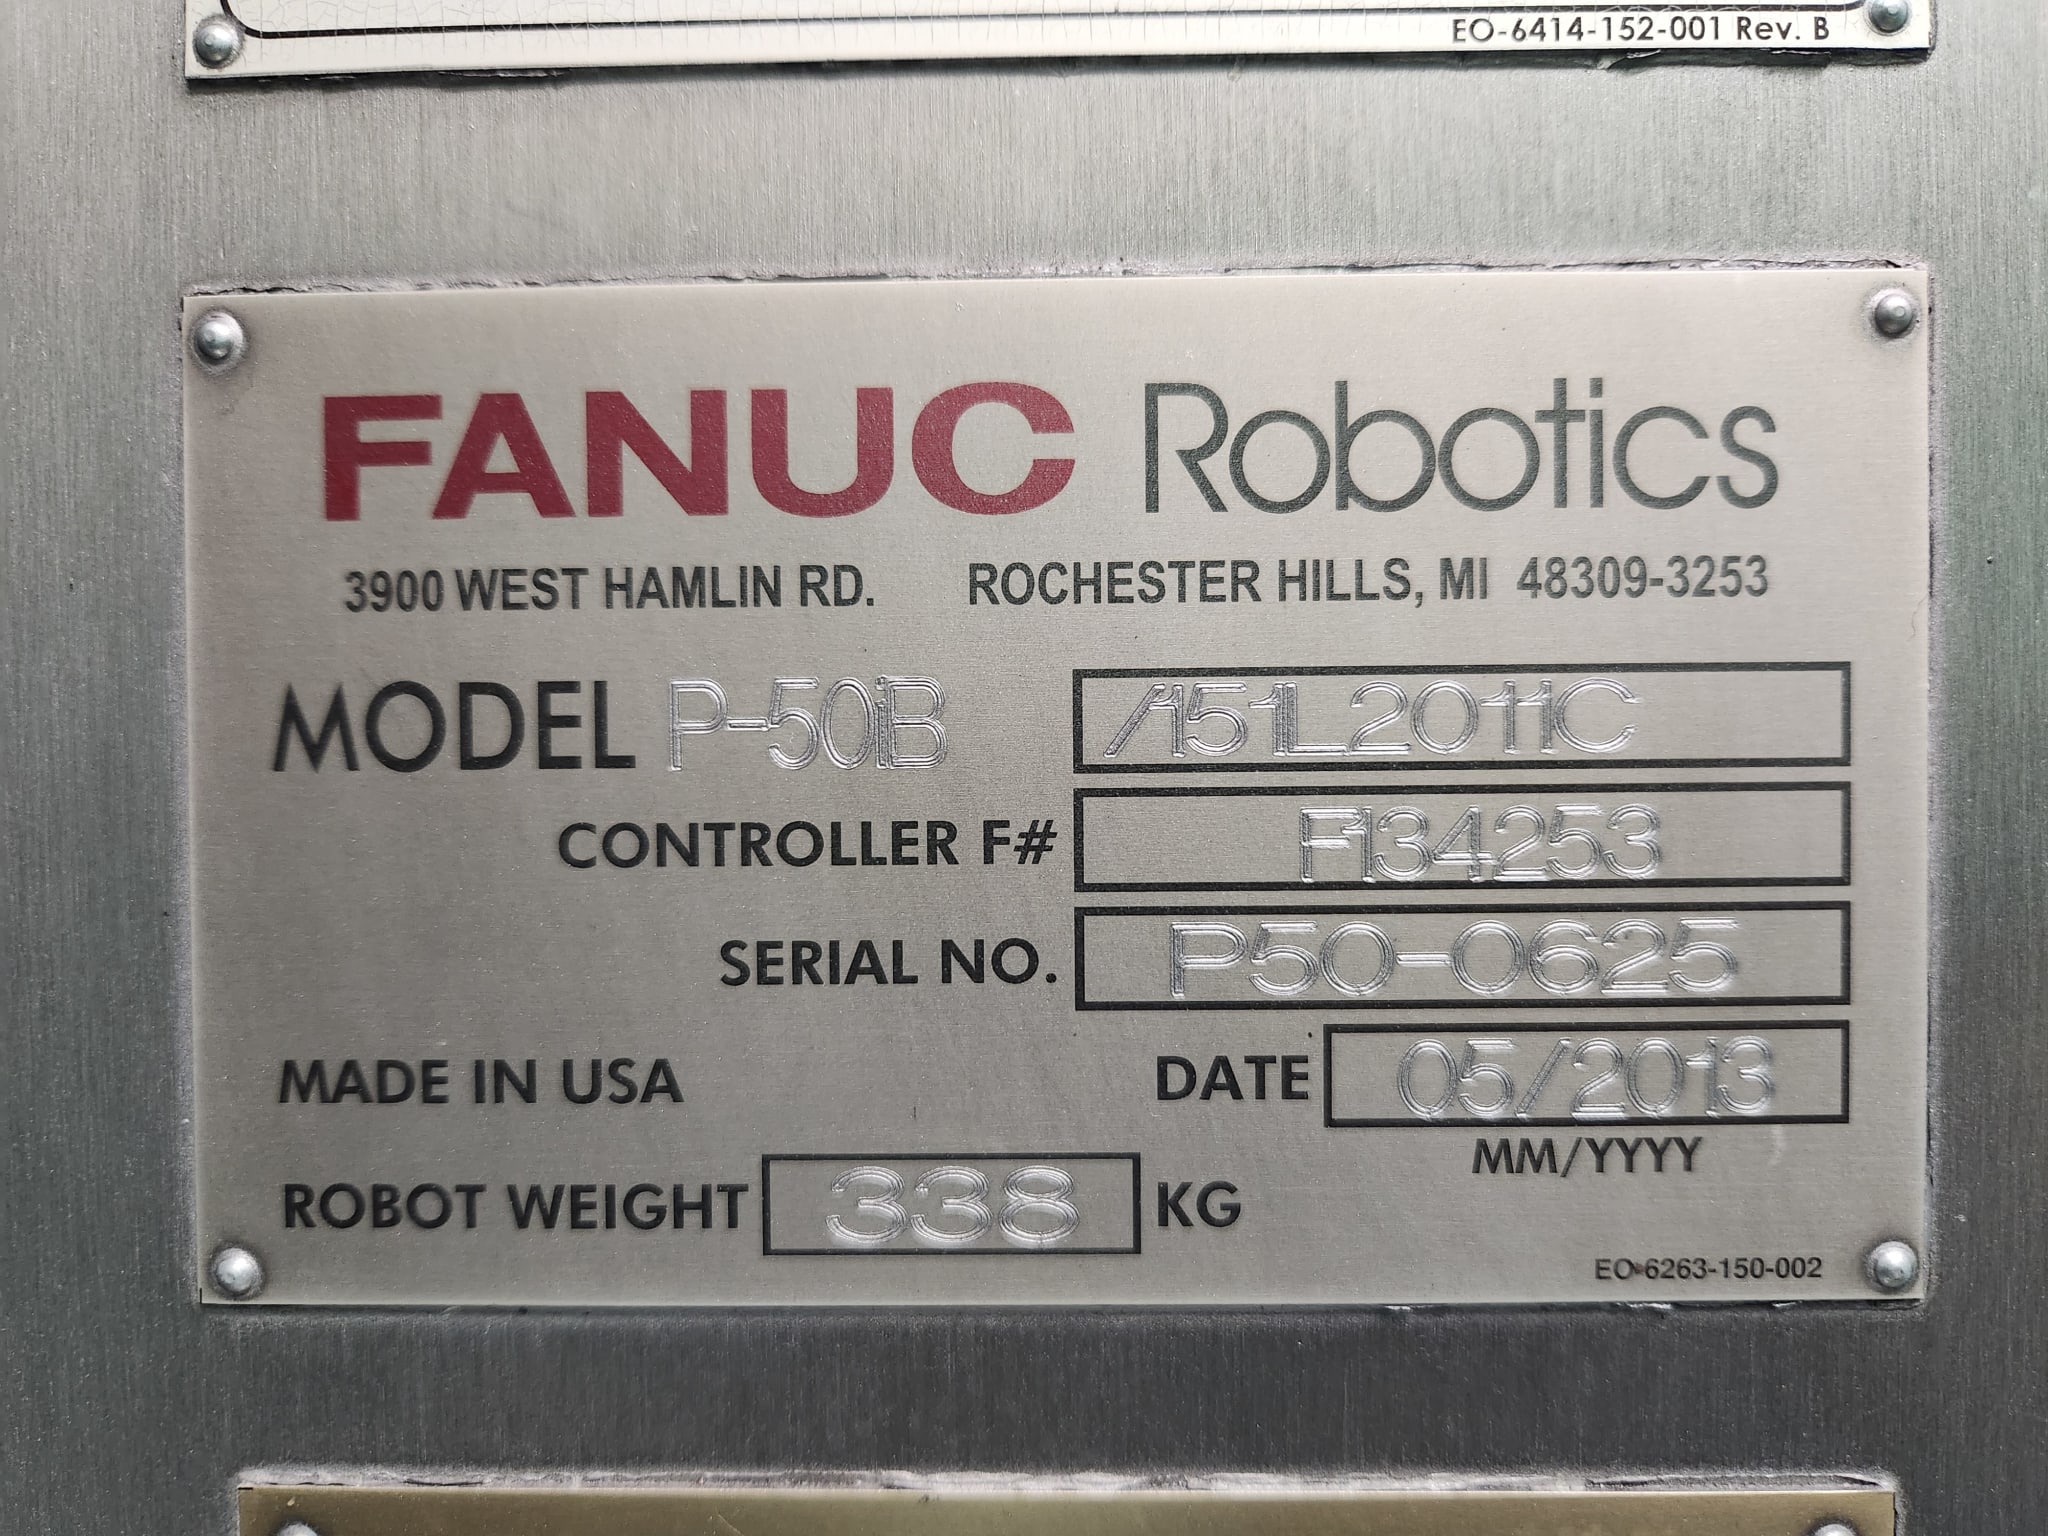 EO-6414-152-001 Rev. B
FANUC Robotics
3900 WEST HAMLIN RD. ROCHESTER HILLS, MI 48309-3253
MODEL P-50iB /151L2011C
CONTROLLER F# F134253
SERIAL NO. P50-0625
MADE IN USA DATE 05/2013
MM/YYYY
ROBOT WEIGHT 338 KG
EO-6263-150-002